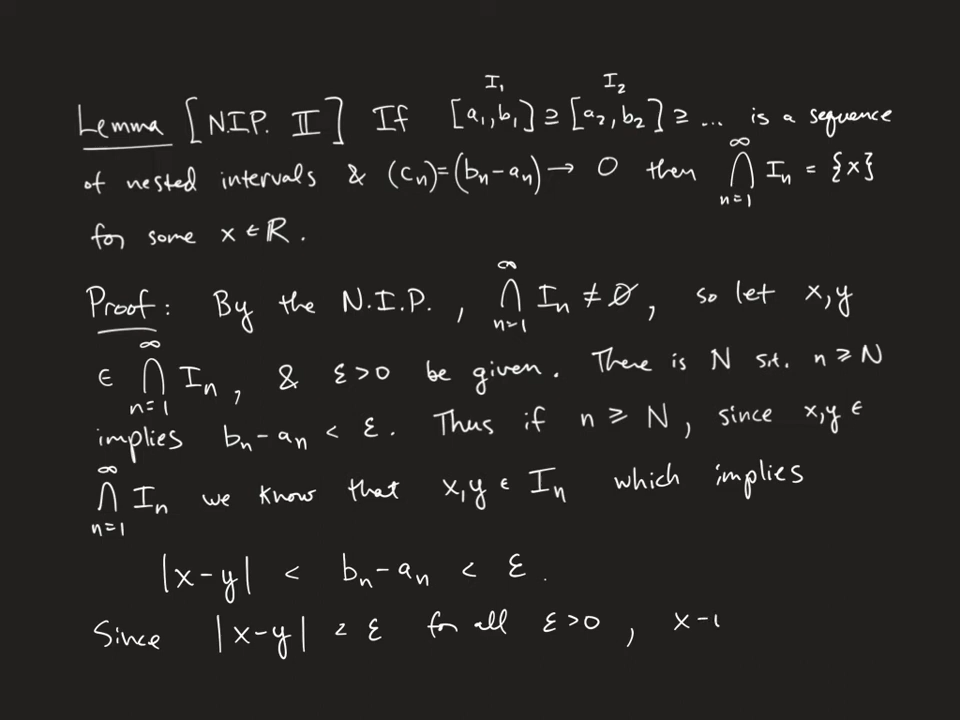 I₁ I₂
Lemma [N.I.P. II] If [a₁,b₁] ⊇ [a₂,b₂] ⊇ ... is a sequence
of nested intervals & (cₙ)=(bₙ-aₙ) → 0 then ∞⋂n=1 Iₙ = {x}
for some x ∈ ℝ.
Proof: By the N.I.P., ∞⋂n=1 Iₙ ≠ ∅, so let x,y
∈ ∞⋂n=1 Iₙ, & ε>0 be given. There is N s.t. n ≥ N
implies bₙ-aₙ < ε. Thus if n ≥ N, since x,y ∈
∞⋂n=1 Iₙ we know that x,y ∈ Iₙ which implies
|x-y| < bₙ-aₙ < ε.
Since |x-y| < ε for all ε>0, x-